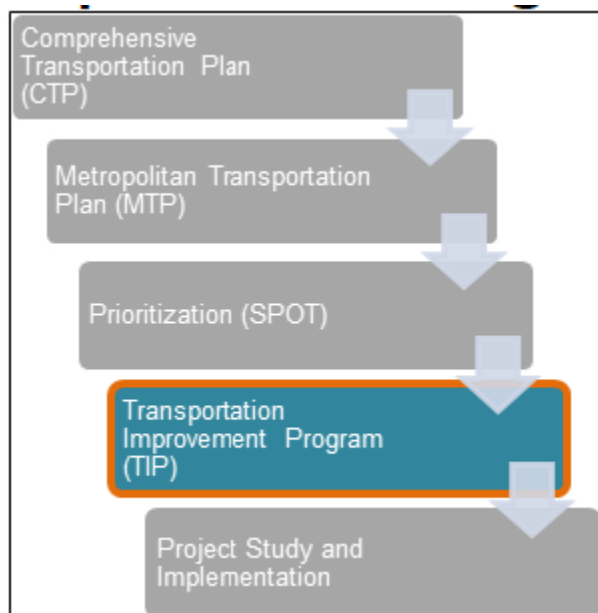 Comprehensive
Transportation Plan
(CTP)
Metropolitan Transportation
Plan (MTP)
Prioritization (SPOT)
Transportation
Improvement Program
(TIP)
Project Study and
Implementation